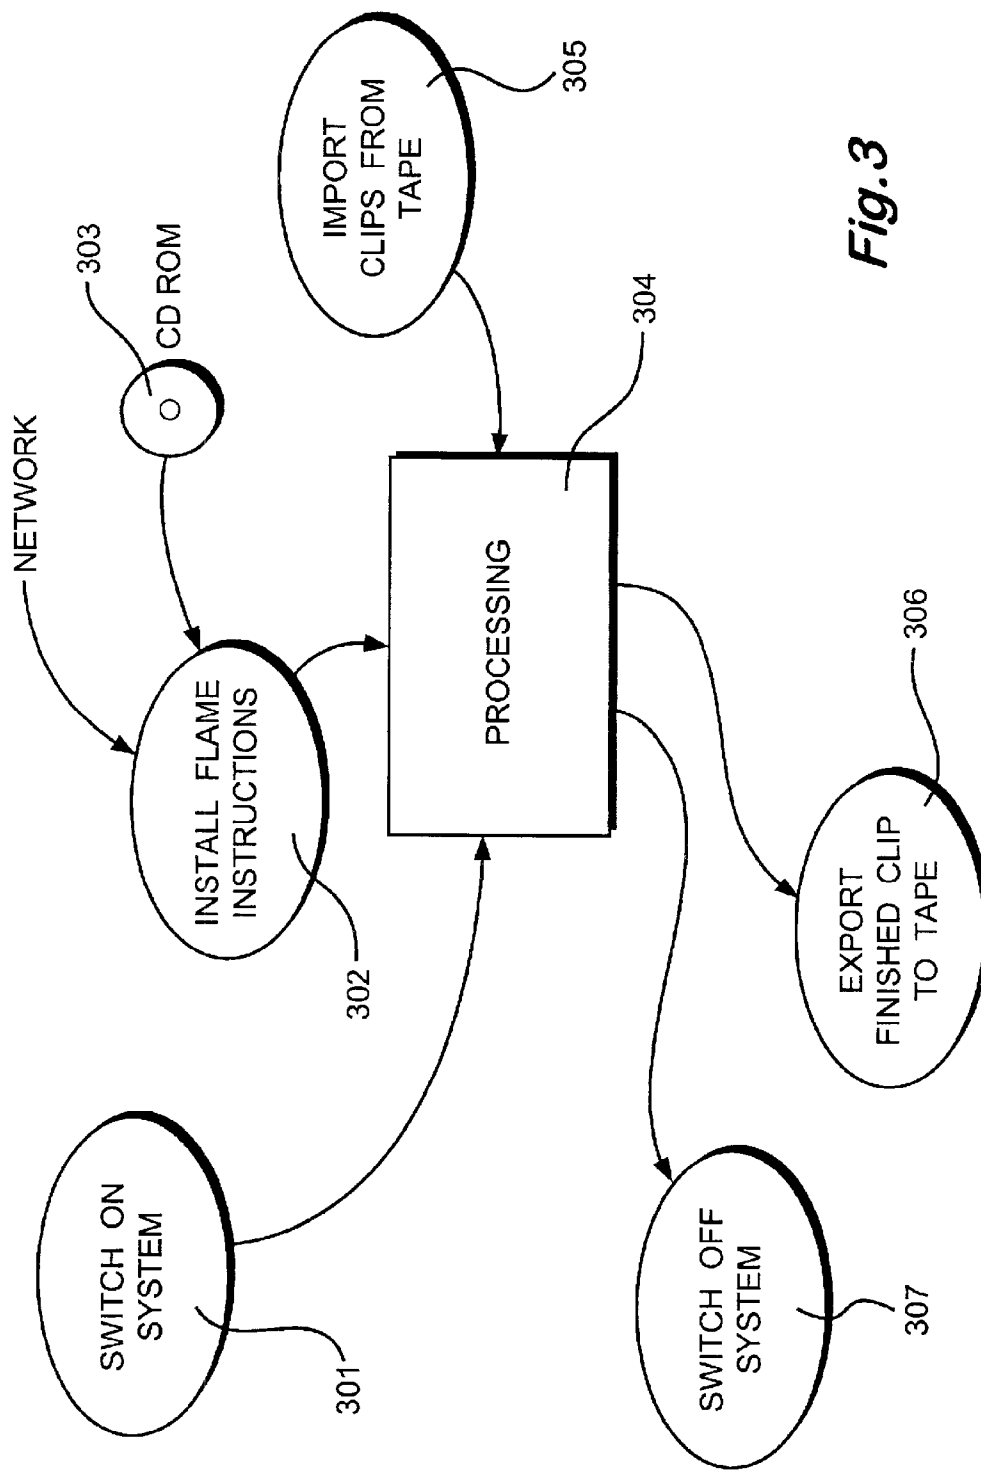 NETWORK
303
CD ROM
SWITCH ON
SYSTEM
301
INSTALL FLAME
INSTRUCTIONS
302
IMPORT
CLIPS FROM
TAPE
305
PROCESSING
304
SWITCH OFF
SYSTEM
307
EXPORT
FINISHED CLIP
TO TAPE
306
Fig.3